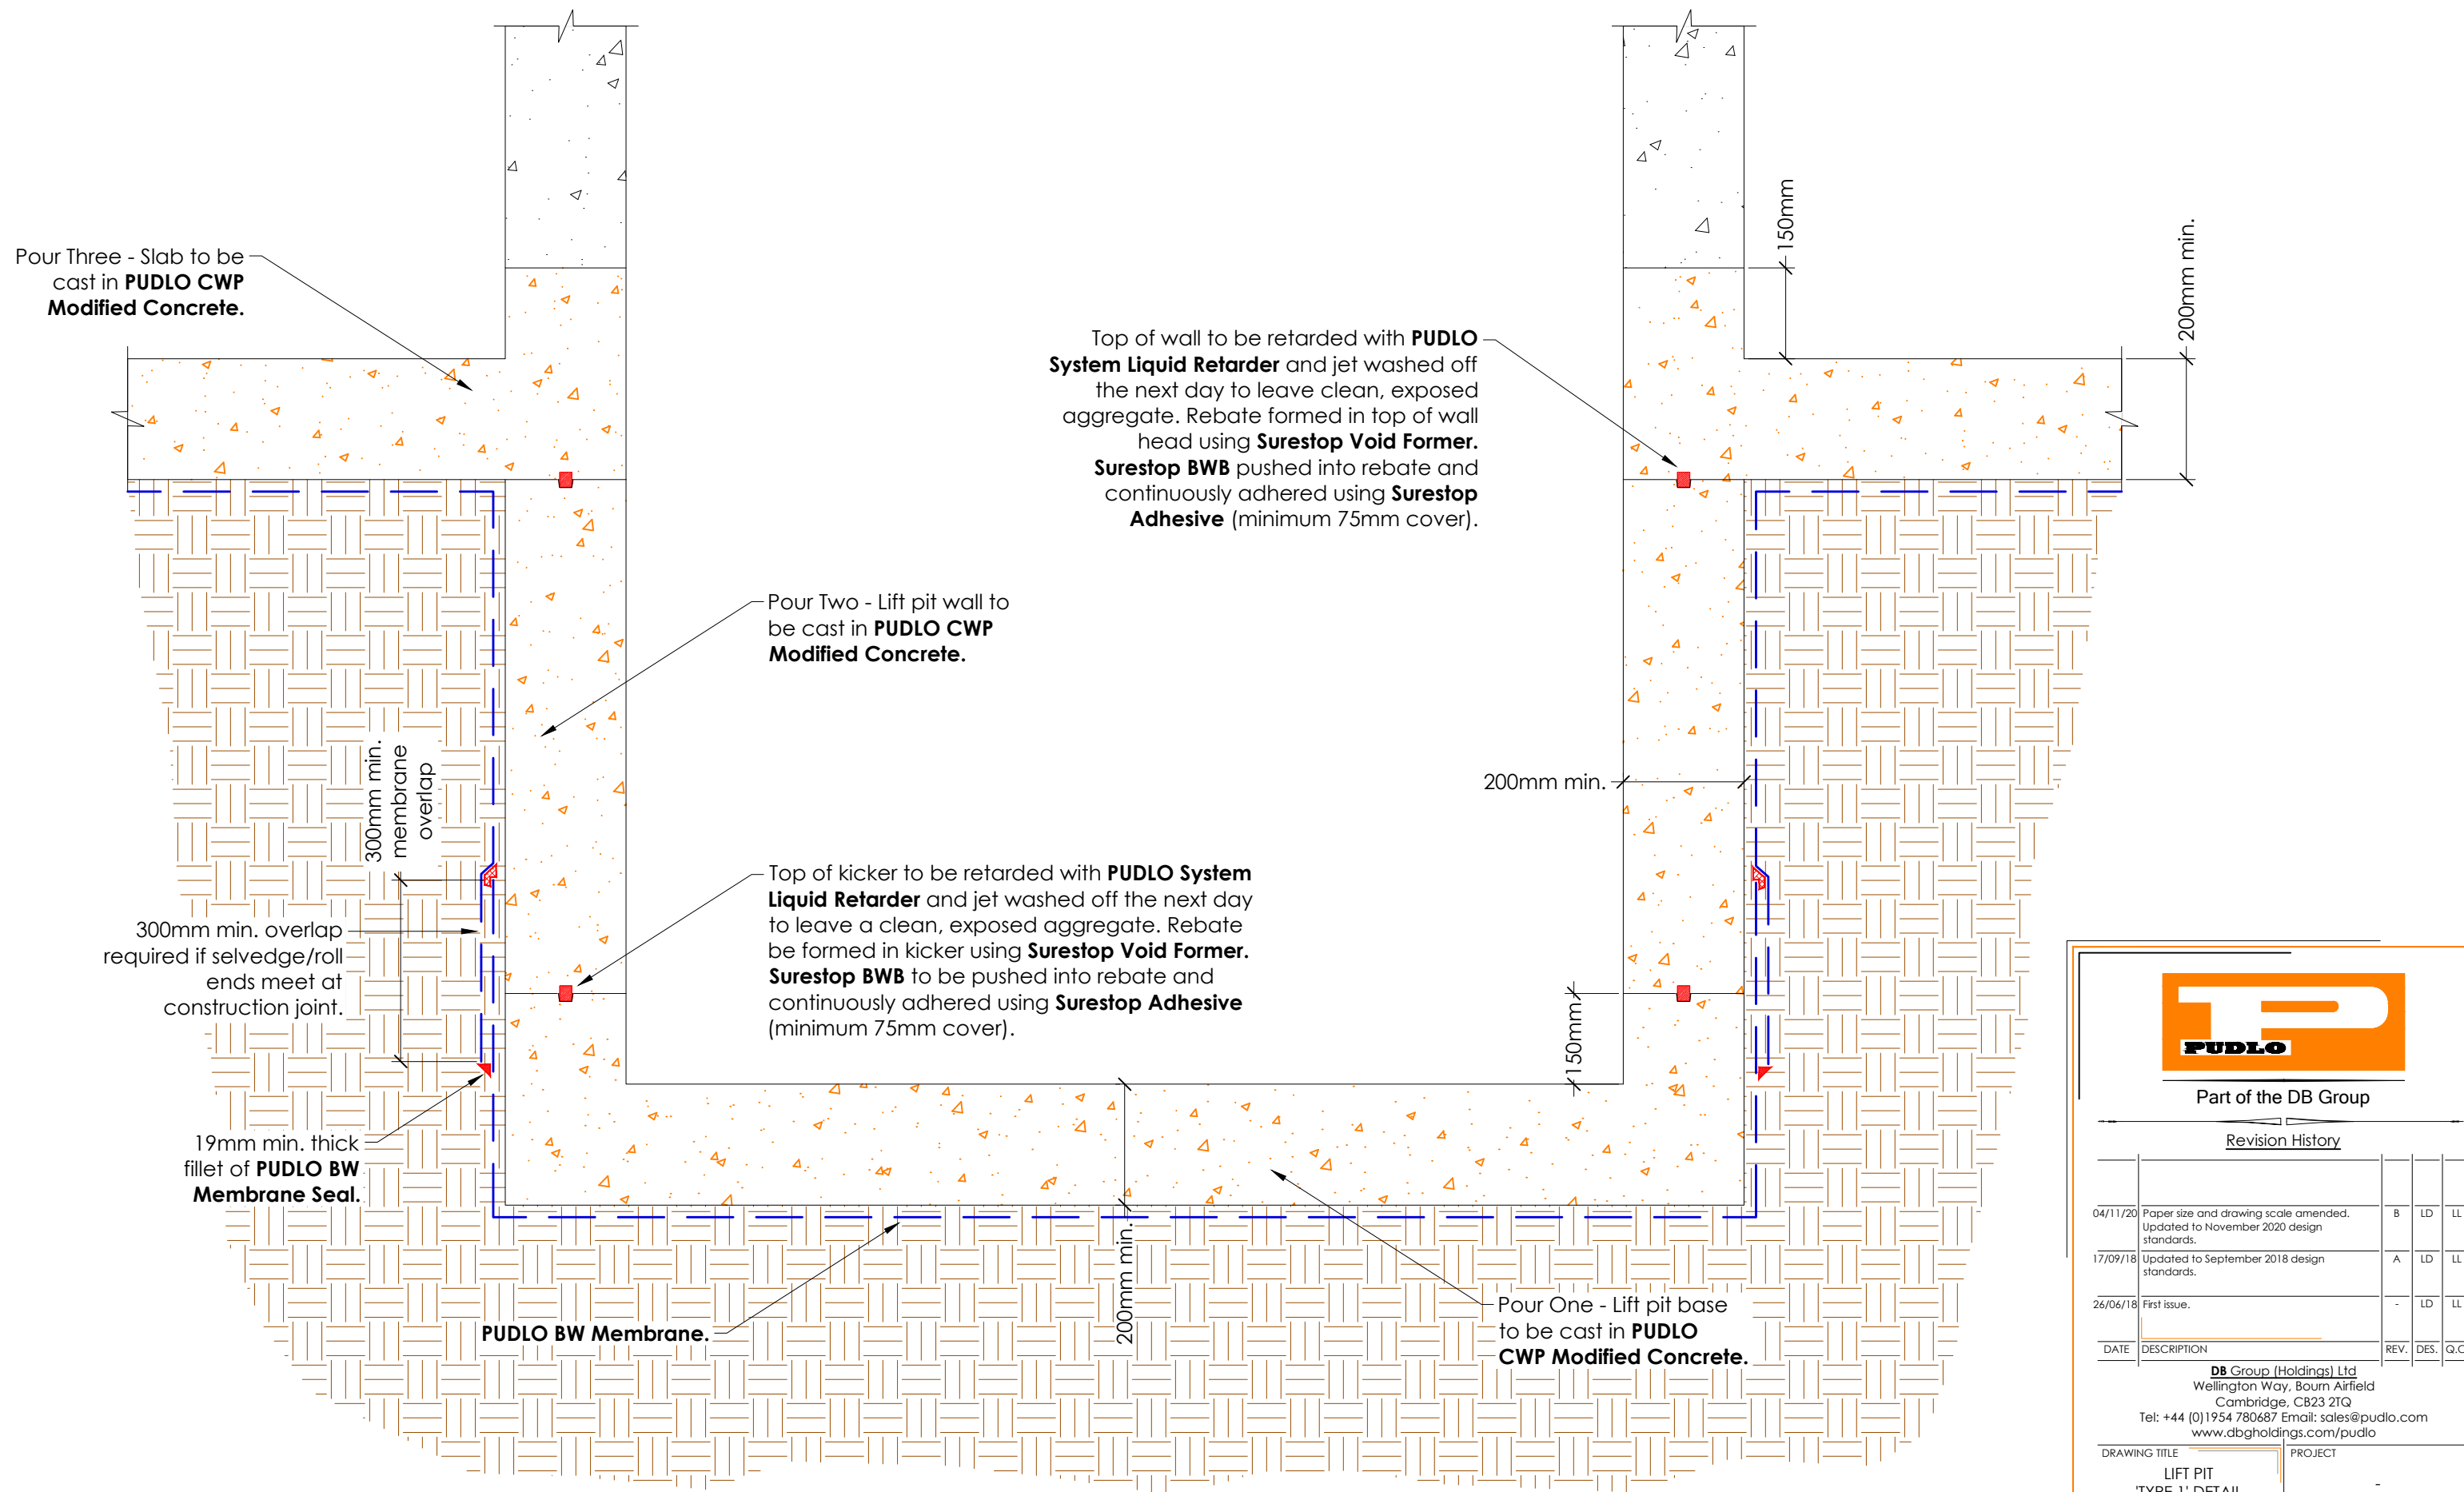 Pour Three - Slab to be
cast in PUDLO CWP
Modified Concrete.
Top of wall to be retarded with PUDLO
System Liquid Retarder and jet washed off
the next day to leave clean, exposed
aggregate. Rebate formed in top of wall
head using Surestop Void Former.
Surestop BWB pushed into rebate and
continuously adhered using Surestop
Adhesive (minimum 75mm cover).
150mm
200mm min.
Pour Two - Lift pit wall to
be cast in PUDLO CWP
Modified Concrete.
300mm min.
membrane
overlap
200mm min.
Top of kicker to be retarded with PUDLO System
Liquid Retarder and jet washed off the next day
to leave a clean, exposed aggregate. Rebate
be formed in kicker using Surestop Void Former.
Surestop BWB to be pushed into rebate and
continuously adhered using Surestop Adhesive
(minimum 75mm cover).
300mm min. overlap
required if selvedge/roll
ends meet at
construction joint.
150mm
19mm min. thick
fillet of PUDLO BW
Membrane Seal.
200mm min.
PUDLO BW Membrane.
Pour One - Lift pit base
to be cast in PUDLO
CWP Modified Concrete.
PUDLO
Part of the DB Group
Revision History
04/11/20 Paper size and drawing scale amended. B LD LL
Updated to November 2020 design
standards.
17/09/18 Updated to September 2018 design A LD LL
standards.
26/06/18 First issue. - LD LL
DATE DESCRIPTION REV. DES. Q.C
DB Group (Holdings) Ltd
Wellington Way, Bourn Airfield
Cambridge, CB23 2TQ
Tel: +44 (0)1954 780687 Email: sales@pudlo.com
www.dbgholdings.com/pudlo
DRAWING TITLE PROJECT
LIFT PIT
'TYPE 1' DETAIL
-